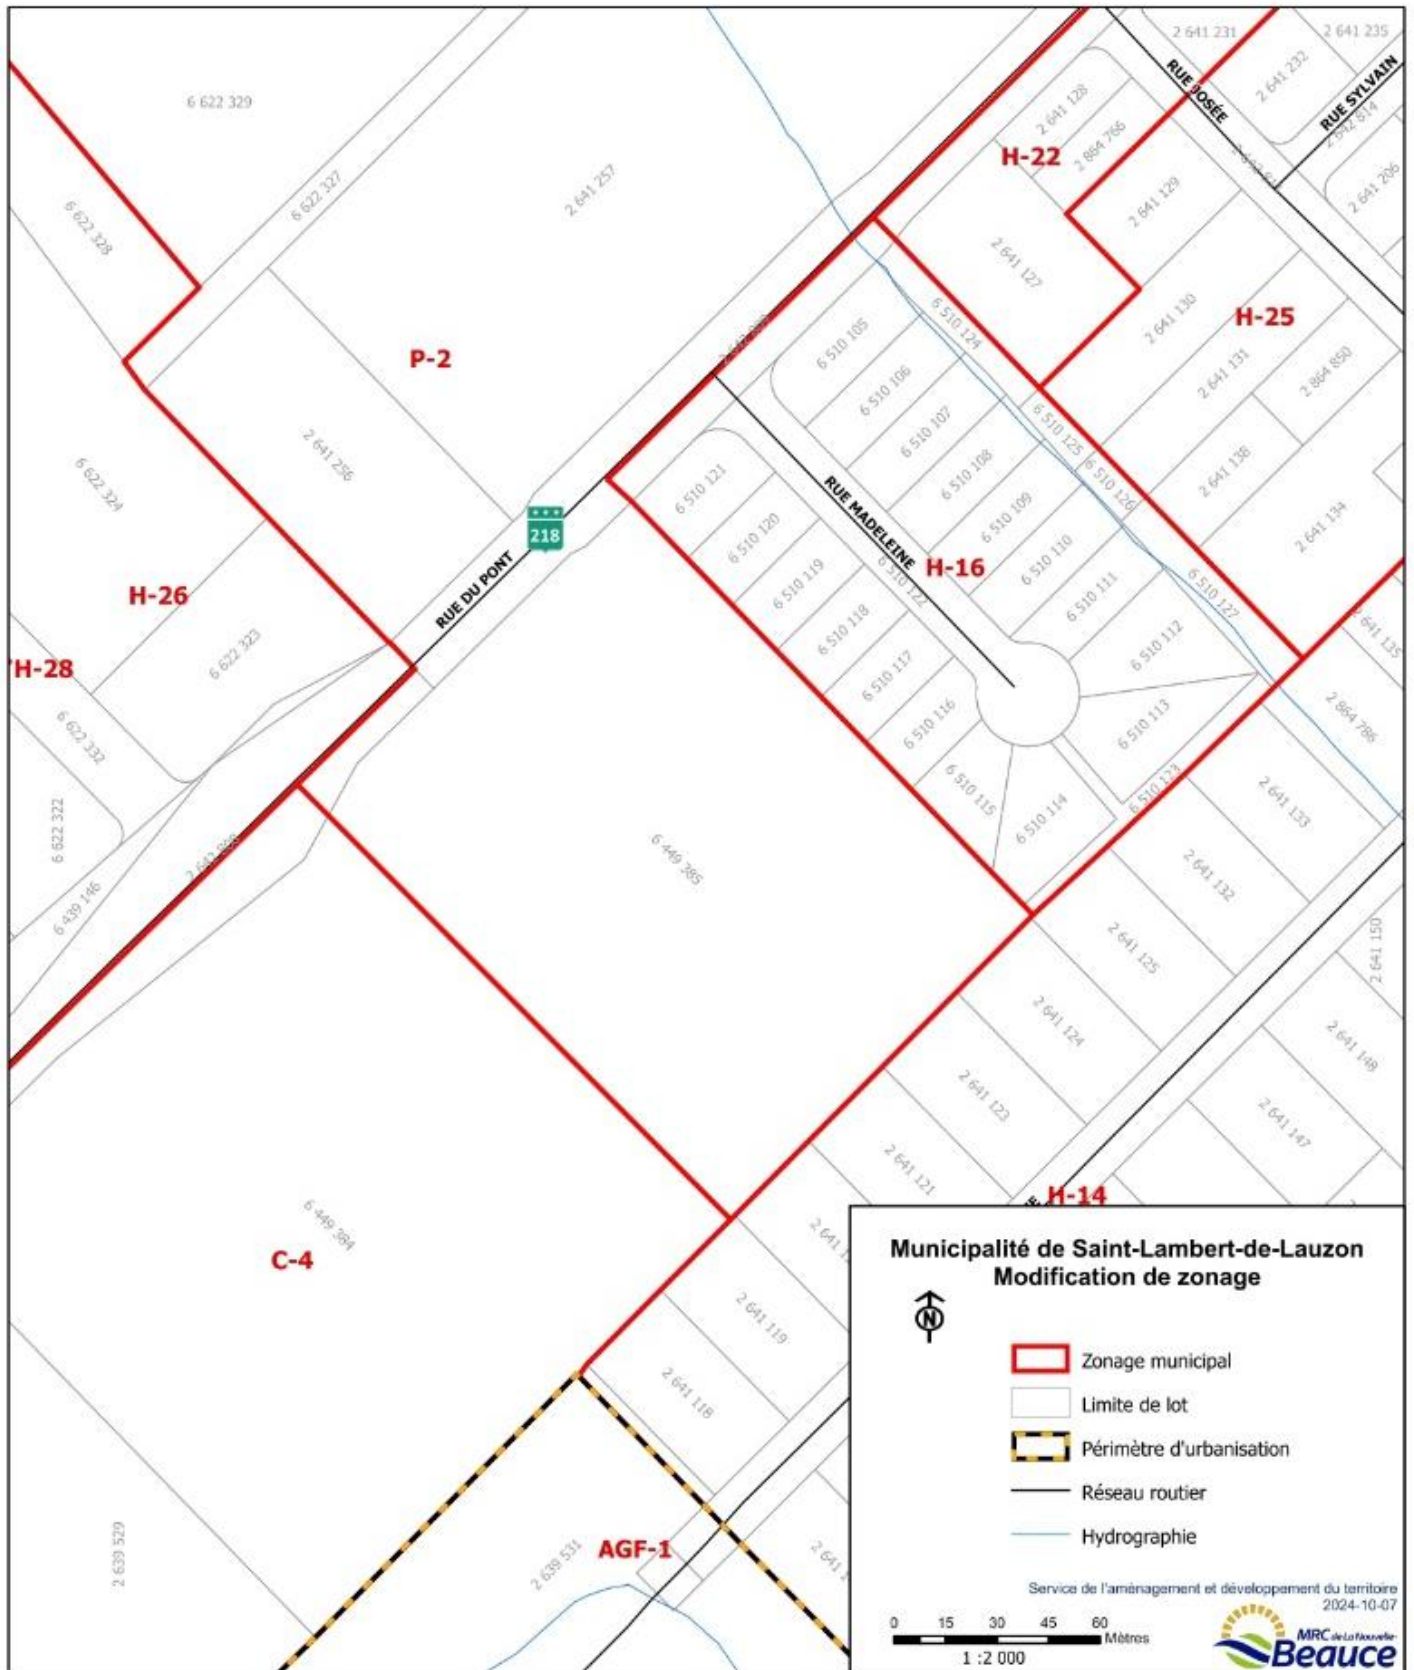 2 641 231
2 641 235
RUE JOSÉE
2 641 232
RUE SYLVAIN
6 622 329
2 641 128
2 642 814
2 864 766
H-22
6 622 327
2 641 257
2 641 206
2 641 129
6 622 328
2 641 127
6 510 124
2 641 130
H-25
6 510 105
P-2
2 641 131
2 864 850
6 510 106
6 510 107
6 510 125
2 641 256
6 510 108
6 510 126
2 641 138
6 622 324
6 510 121
RUE MADELEINE
6 510 109
6 510 120
218
2 641 134
6 510 110
H-16
RUE DU PONT
6 510 119
6 510 122
6 510 111
6 510 127
H-26
6 510 118
2 641 135
6 510 112
6 622 323
H-28
6 510 117
6 510 116
6 510 113
2 864 786
6 622 332
6 510 115
6 510 114
6 510 123
2 641 133
6 622 322
6 449 385
2 641 132
6 439 146
2 641 125
2 641 150
2 641 124
2 641 148
2 641 123
2 641 147
2 641 121
H-14
6 449 384
C-4
2 641 119
2 641 118
2 639 529
2 639 531
AGF-1
Municipalité de Saint-Lambert-de-Lauzon
Modification de zonage
N
Zonage municipal
Limite de lot
Périmètre d'urbanisation
Réseau routier
Hydrographie
Service de l'aménagement et développement du territoire
2024-10-07
0 15 30 45 60
Mètres
1 :2 000
MRC de La Nouvelle-
Beauce